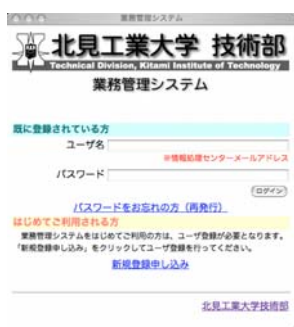 業務管理システム
北見工業大学 技術部
Technical Division, Kitami Institute of Technology
業務管理システム
既に登録されている方
ユーザ名
※情報処理センターメールアドレス
パスワード
ログイン
パスワードをお忘れの方（再発行）
はじめてご利用される方
業務管理システムをはじめてご利用の方は、ユーザ登録が必要となります。
「新規登録申し込み」をクリックしてユーザ登録を行ってください。
新規登録申し込み
北見工業大学技術部